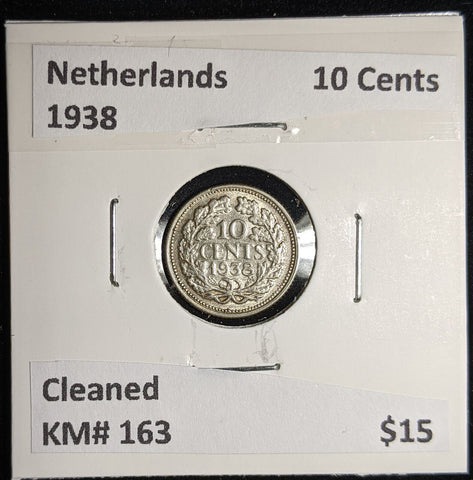 Netherlands 10 Cents
1938
10
CENTS
1938
Cleaned
KM# 163 $15